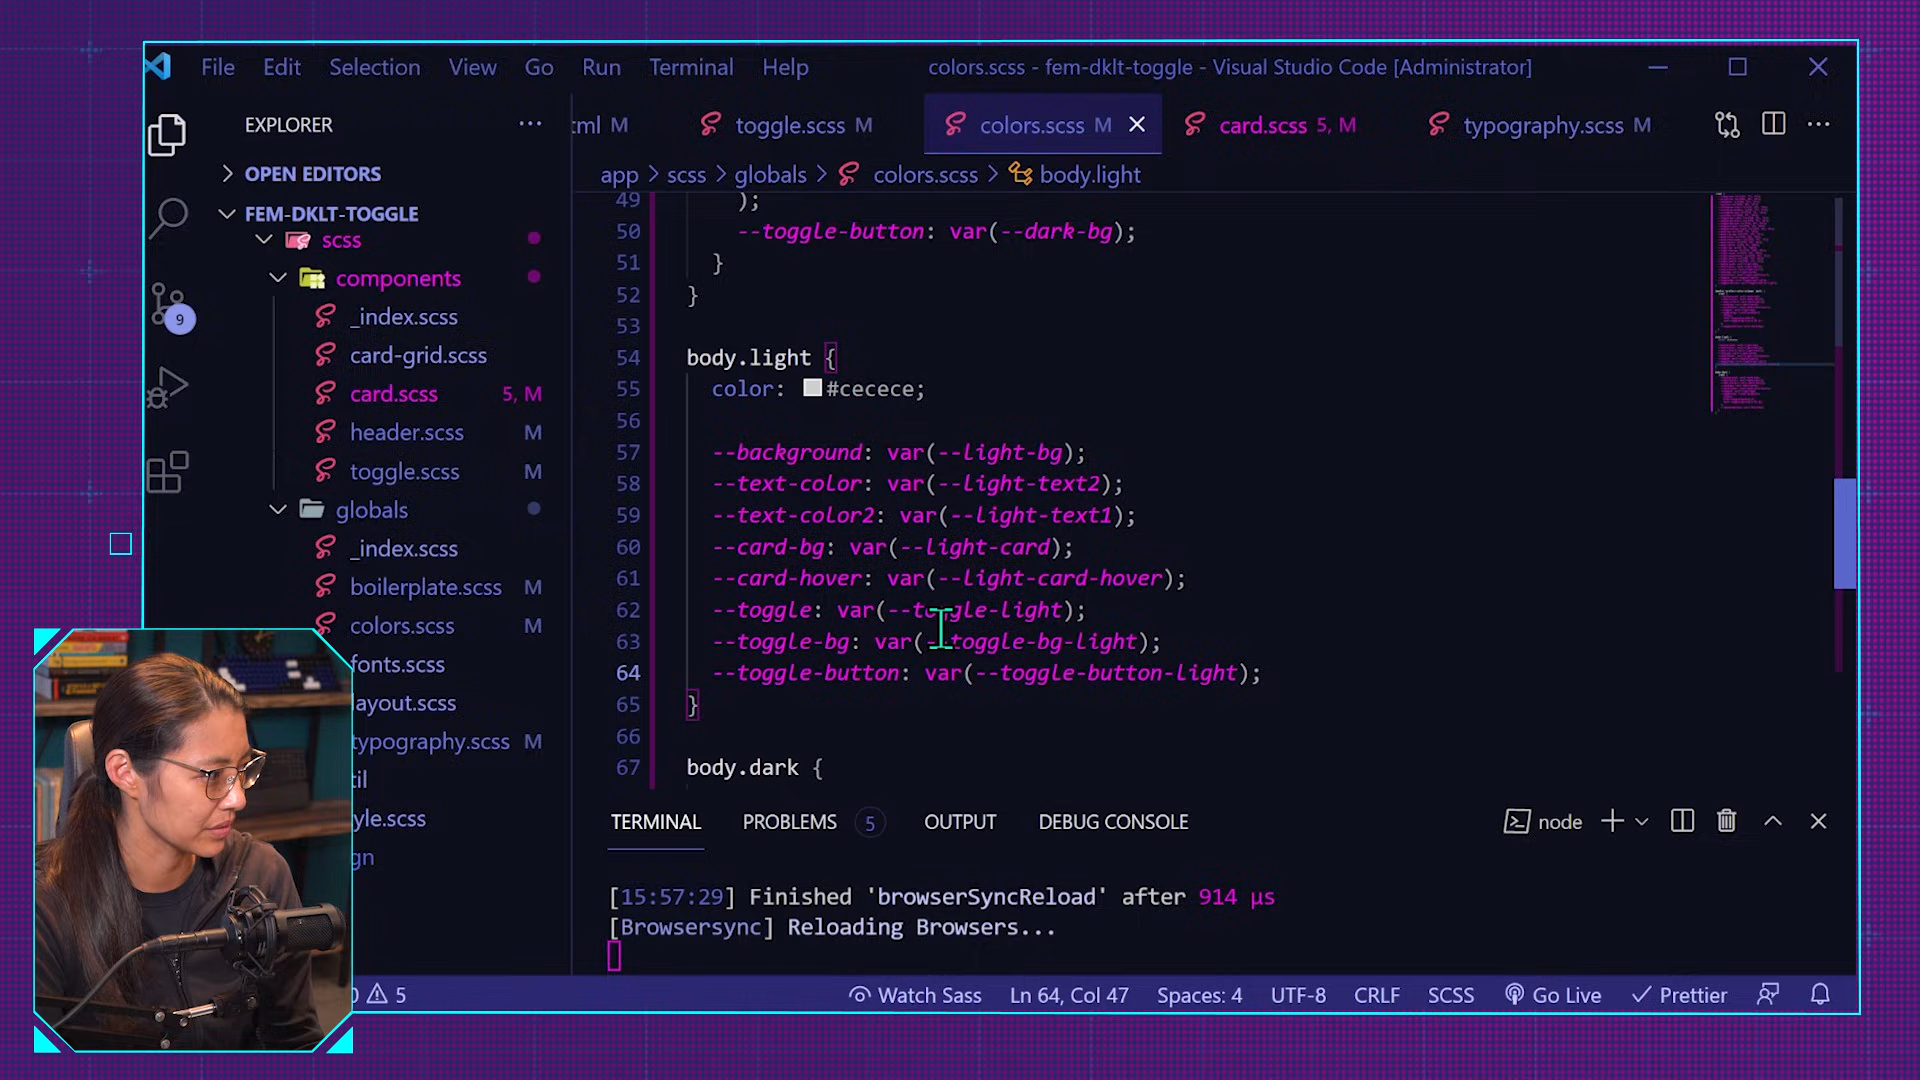 File Edit Selection View Go Run Terminal Help colors.scss - fem-dklt-toggle - Visual Studio Code [Administrator]
EXPLORER
tml M toggle.scss M colors.scss M card.scss 5, M typography.scss M
OPEN EDITORS
FEM-DKLT-TOGGLE
scss
components
_index.scss
card-grid.scss
card.scss 5, M
header.scss M
toggle.scss M
globals
_index.scss
boilerplate.scss M
colors.scss M
fonts.scss
layout.scss
typography.scss M
til
yle.scss
gn
9
app > scss > globals > colors.scss > body.light
49 );
50 --toggle-button: var(--dark-bg);
51 }
52 }
53
54 body.light {
55 color: #cecece;
56
57 --background: var(--light-bg);
58 --text-color: var(--light-text2);
59 --text-color2: var(--light-text1);
60 --card-bg: var(--light-card);
61 --card-hover: var(--light-card-hover);
62 --toggle: var(--toggle-light);
63 --toggle-bg: var(--toggle-bg-light);
64 --toggle-button: var(--toggle-button-light);
65 }
66
67 body.dark {
TERMINAL PROBLEMS 5 OUTPUT DEBUG CONSOLE node
[15:57:29] Finished 'browserSyncReload' after 914 μs
[Browsersync] Reloading Browsers...
5 Watch Sass Ln 64, Col 47 Spaces: 4 UTF-8 CRLF SCSS Go Live Prettier